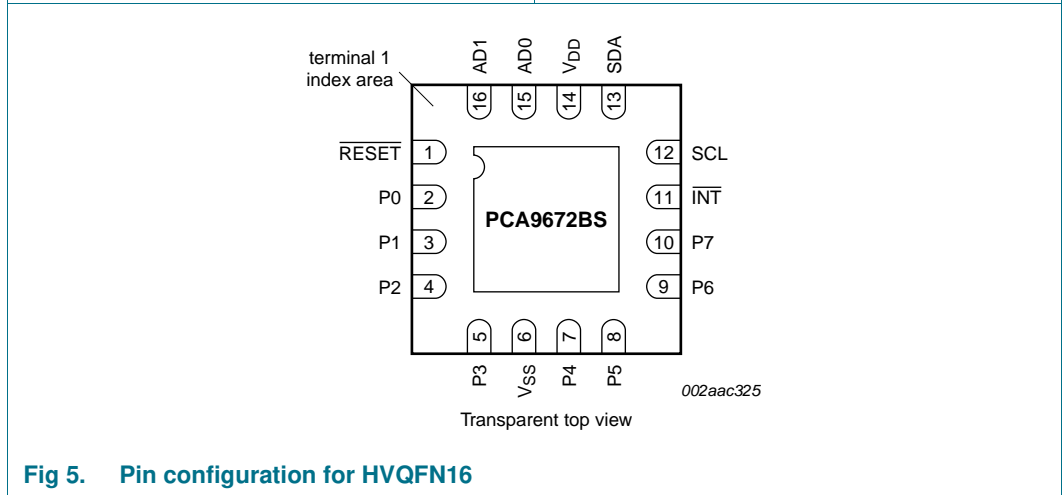 terminal 1
index area
AD1
AD0
VDD
SDA
16
15
14
13
RESET 1
12 SCL
P0 2
11 INT
P1 3
PCA9672BS
10 P7
P2 4
9 P6
5
6
7
8
P3
VSS
P4
P5
002aac325
Transparent top view
Fig 5. Pin configuration for HVQFN16